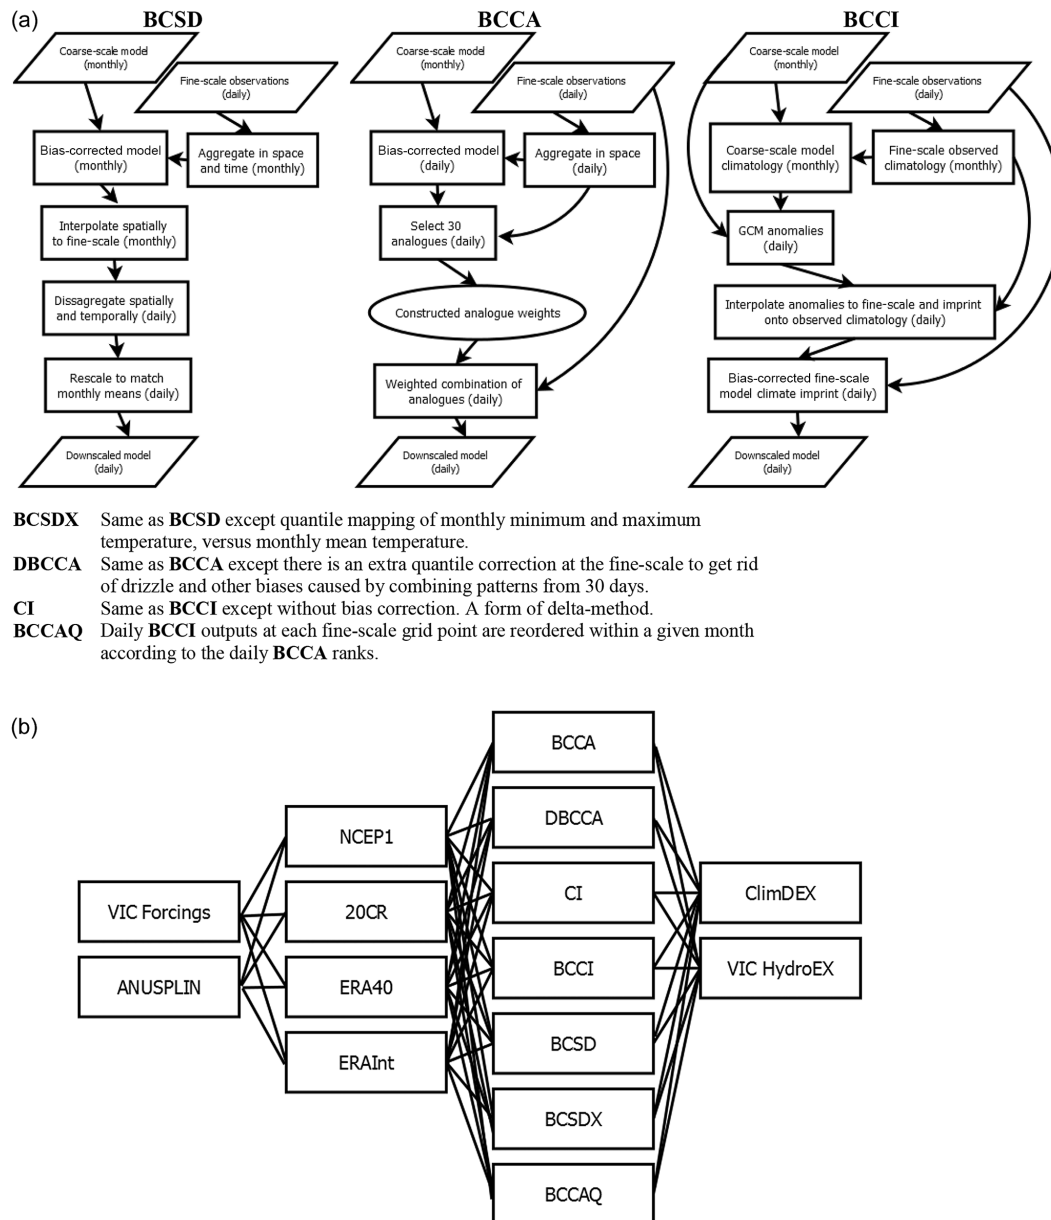 (a)
BCSD
Coarse-scale model
(monthly)
Fine-scale observations
(daily)
Bias-corrected model
(monthly)
Aggregate in space
and time (monthly)
Interpolate spatially
to fine-scale (monthly)
Dissagregate spatially
and temporally (daily)
Rescale to match
monthly means (daily)
Downscaled model
(daily)
BCCA
Coarse-scale model
(monthly)
Fine-scale observations
(daily)
Bias-corrected model
(daily)
Aggregate in space
(daily)
Select 30
analogues (daily)
Constructed analogue weights
Weighted combination of
analogues (daily)
Downscaled model
(daily)
BCCI
Coarse-scale model
(monthly)
Fine-scale observations
(daily)
Coarse-scale model
climatology (monthly)
Fine-scale observed
climatology (monthly)
GCM anomalies
(daily)
Interpolate anomalies to fine-scale and imprint
onto observed climatology (daily)
Bias-corrected fine-scale
model climate imprint (daily)
Downscaled model
(daily)
BCSDX Same as BCSD except quantile mapping of monthly minimum and maximum
temperature, versus monthly mean temperature.
DBCCA Same as BCCA except there is an extra quantile correction at the fine-scale to get rid
of drizzle and other biases caused by combining patterns from 30 days.
CI Same as BCCI except without bias correction. A form of delta-method.
BCCAQ Daily BCCI outputs at each fine-scale grid point are reordered within a given month
according to the daily BCCA ranks.
(b)
VIC Forcings
ANUSPLIN
NCEP1
20CR
ERA40
ERAInt
BCCA
DBCCA
CI
BCCI
BCSD
BCSDX
BCCAQ
ClimDEX
VIC HydroEX